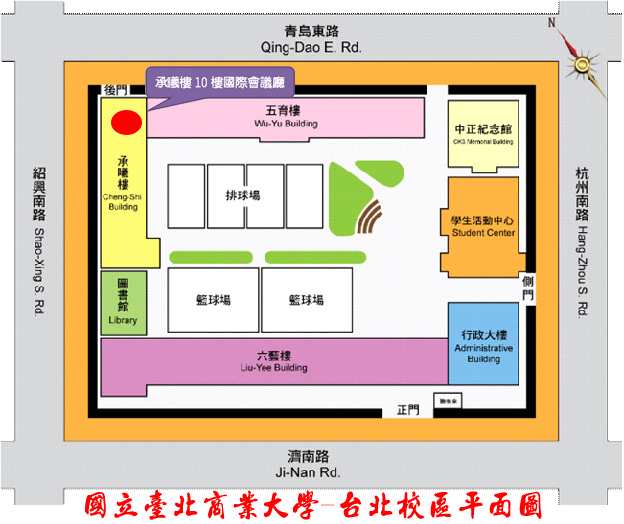 青島東路
Qing-Dao E. Rd.
N
後門
承曦樓 10 樓國際會議廳
五育樓
Wu-Yu Building
中正紀念館
CKS Memorial Building
承曦樓
Cheng-Shi
Building
紹興南路 Shao-Xing S. Rd.
杭州南路 Hang-Zhou S. Rd.
排球場
學生活動中心
Student Center
側門
圖書館
Library
籃球場
籃球場
行政大樓
Administrative
Building
六藝樓
Liu-Yee Building
正門
濟南路
Ji-Nan Rd.
國立臺北商業大學–台北校區平面圖